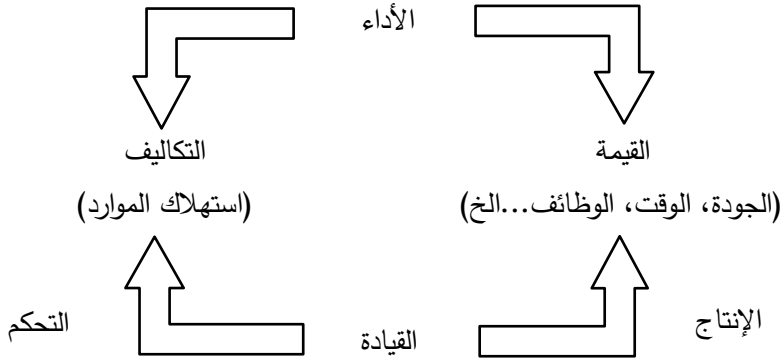 الأداء
القيمة
التكاليف
(الجودة، الوقت، الوظائف...الخ)
(استهلاك الموارد)
الإنتاج
القيادة
التحكم